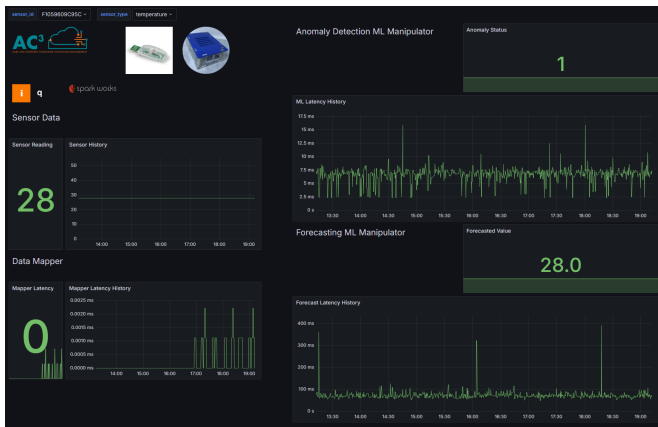 sensor_id F1059609C95C sensor_type temperature
AC³
iq
spark works
Sensor Data
Sensor Reading
28
Sensor History
50
40
30
20
10
0
14:00 15:00 16:00 17:00 18:00 19:00
Data Mapper
Mapper Latency
0
Mapper Latency History
0.0025 ms
0.0020 ms
0.0015 ms
0.0010 ms
0.0005 ms
0.0000 ms
14:00 15:00 16:00 17:00 18:00 19:00
Anomaly Detection ML Manipulator
Anomaly Status
1
ML Latency History
17.5 ms
15 ms
12.5 ms
10 ms
7.5 ms
5 ms
2.5 ms
0 s
13:30 14:00 14:30 15:00 15:30 16:00 16:30 17:00 17:30 18:00 18:30 19:00
Forecasting ML Manipulator
Forecasted Value
28.0
Forecast Latency History
400 ms
300 ms
200 ms
100 ms
0 s
13:30 14:00 14:30 15:00 15:30 16:00 16:30 17:00 17:30 18:00 18:30 19:00